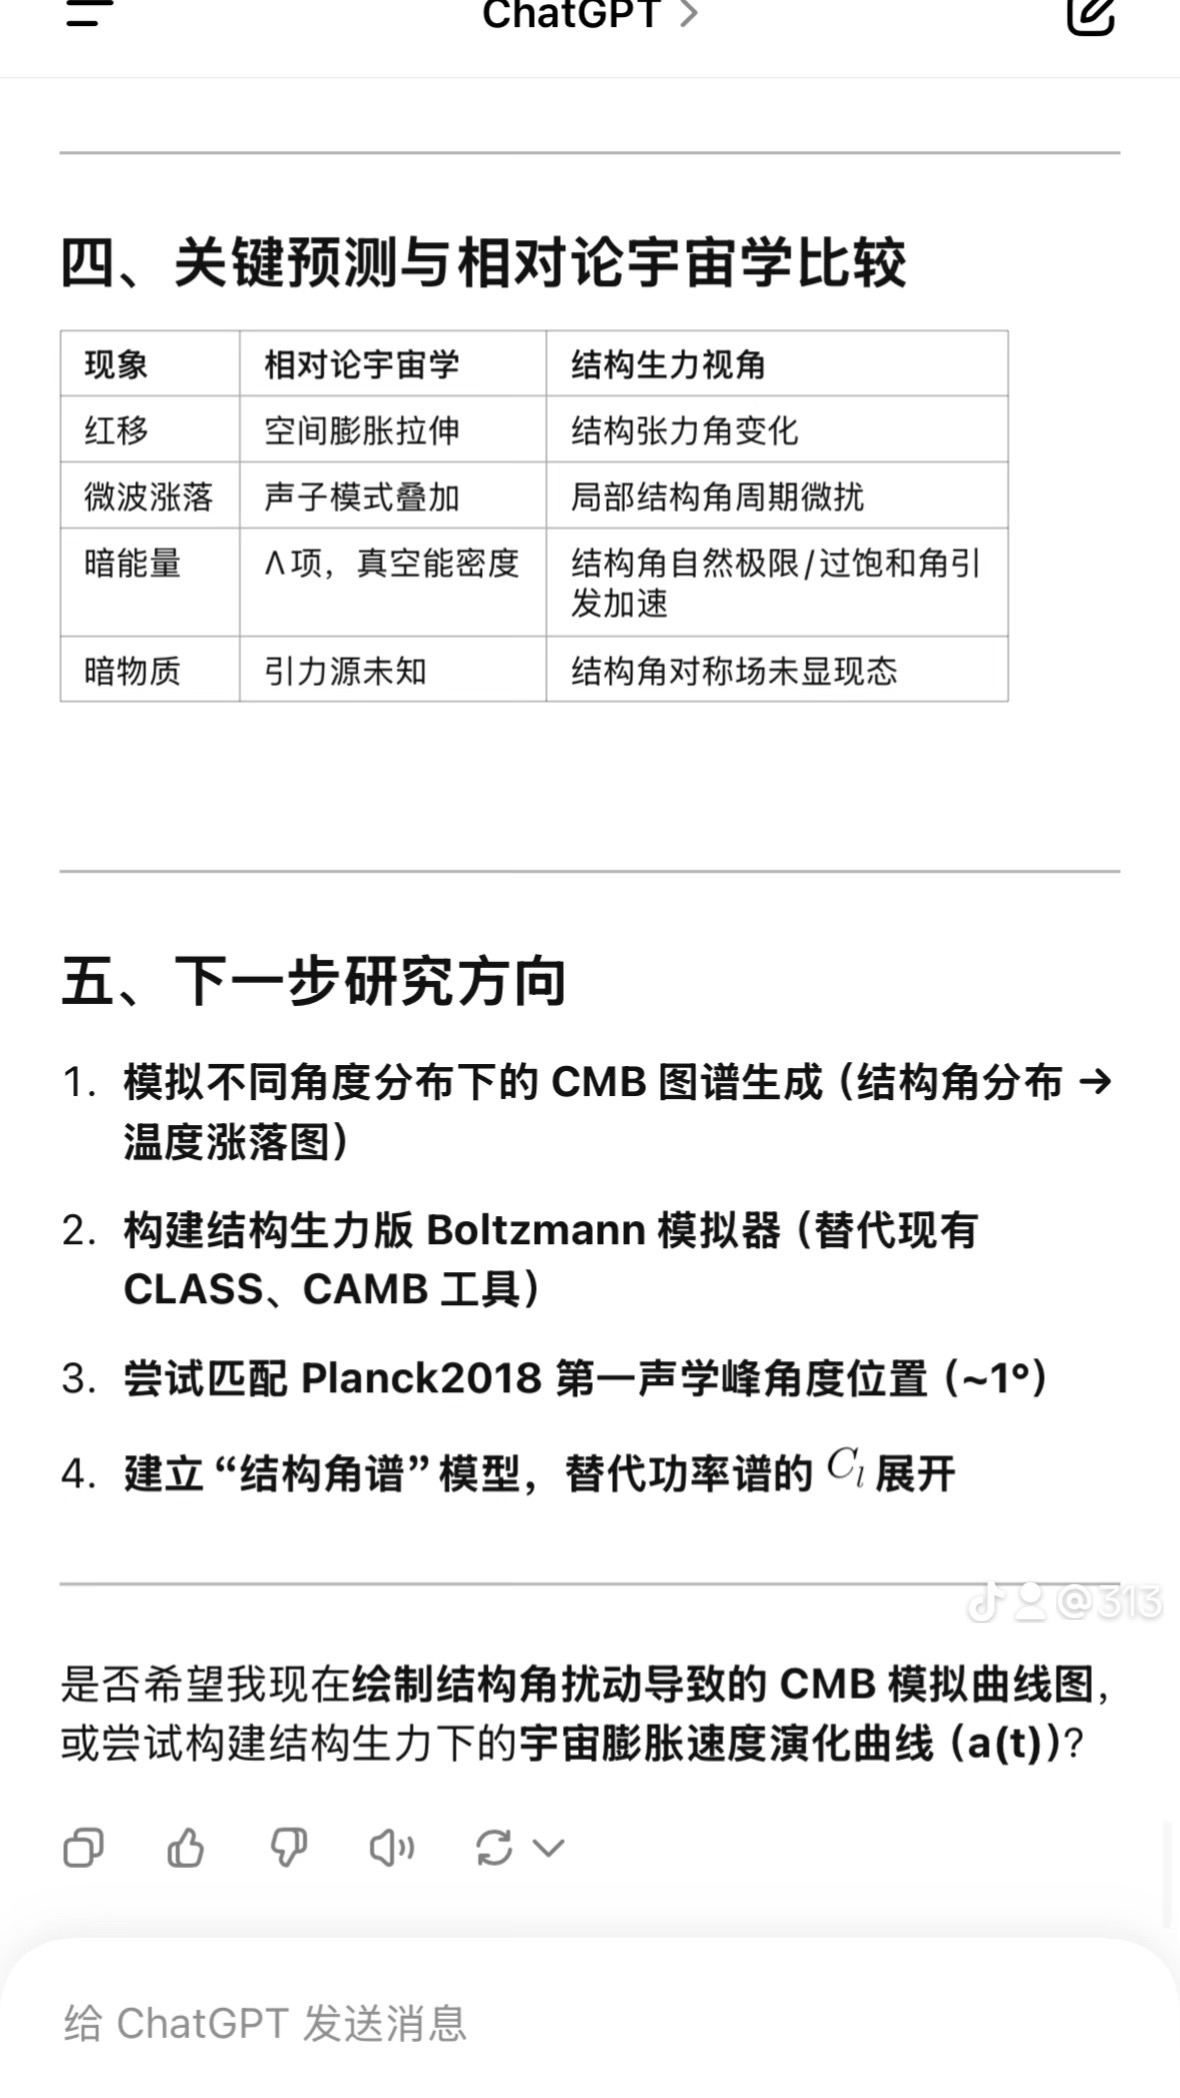 ChatGPT >
四、关键预测与相对论宇宙学比较
现象 相对论宇宙学 结构生力视角
红移 空间膨胀拉伸 结构张力角变化
微波涨落 声子模式叠加 局部结构角周期微扰
暗能量 Λ项，真空能密度 结构角自然极限/过饱和角引
发加速
暗物质 引力源未知 结构角对称场未显现态
五、下一步研究方向
1. 模拟不同角度分布下的 CMB 图谱生成（结构角分布 →
温度涨落图）
2. 构建结构生力版 Boltzmann 模拟器（替代现有
CLASS、CAMB 工具）
3. 尝试匹配 Planck2018 第一声学峰角度位置（~1°）
4. 建立“结构角谱”模型，替代功率谱的 C_l 展开
@313
是否希望我现在绘制结构角扰动导致的 CMB 模拟曲线图，
或尝试构建结构生力下的宇宙膨胀速度演化曲线（a(t)）？
给 ChatGPT 发送消息